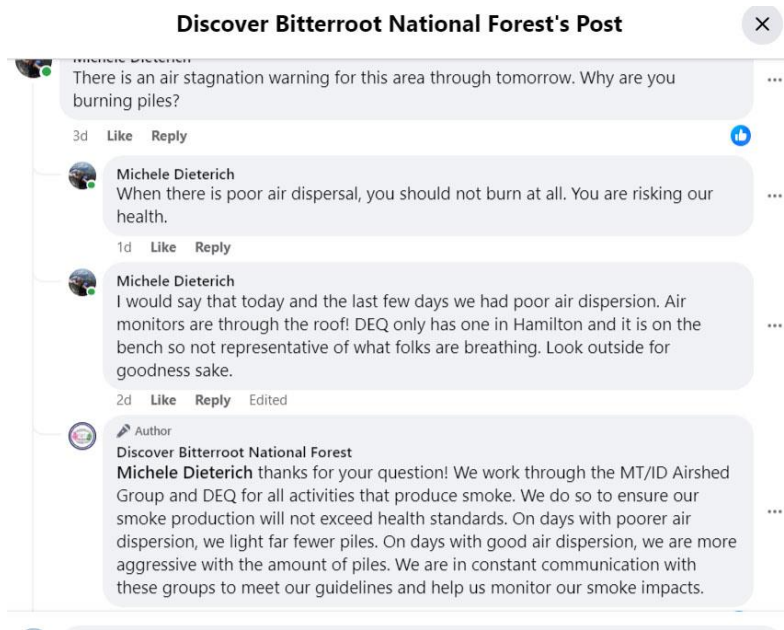 Discover Bitterroot National Forest's Post
Michele Dieterich
There is an air stagnation warning for this area through tomorrow. Why are you
burning piles?
3d Like Reply
Michele Dieterich
When there is poor air dispersal, you should not burn at all. You are risking our
health.
1d Like Reply
Michele Dieterich
I would say that today and the last few days we had poor air dispersion. Air
monitors are through the roof! DEQ only has one in Hamilton and it is on the
bench so not representative of what folks are breathing. Look outside for
goodness sake.
2d Like Reply Edited
Author
Discover Bitterroot National Forest
Michele Dieterich thanks for your question! We work through the MT/ID Airshed
Group and DEQ for all activities that produce smoke. We do so to ensure our
smoke production will not exceed health standards. On days with poorer air
dispersion, we light far fewer piles. On days with good air dispersion, we are more
aggressive with the amount of piles. We are in constant communication with
these groups to meet our guidelines and help us monitor our smoke impacts.